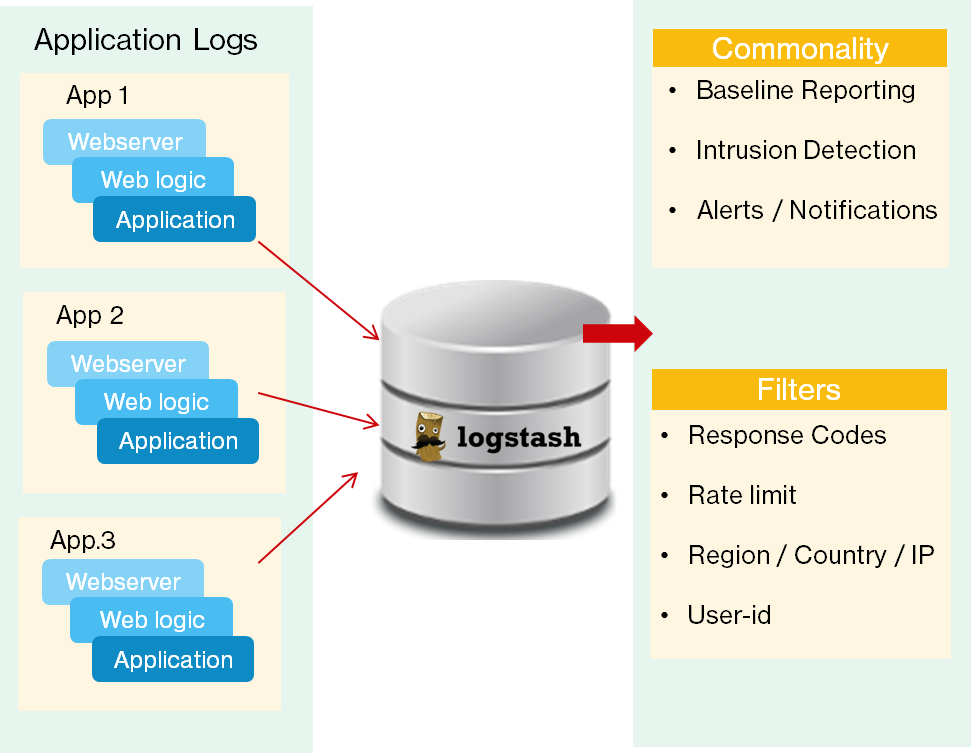 Application Logs
App 1
Webserver
Web logic
Application
App 2
Webserver
Web logic
Application
App.3
Webserver
Web logic
Application
logstash
Commonality
• Baseline Reporting
• Intrusion Detection
• Alerts / Notifications
Filters
• Response Codes
• Rate limit
• Region / Country / IP
• User-id